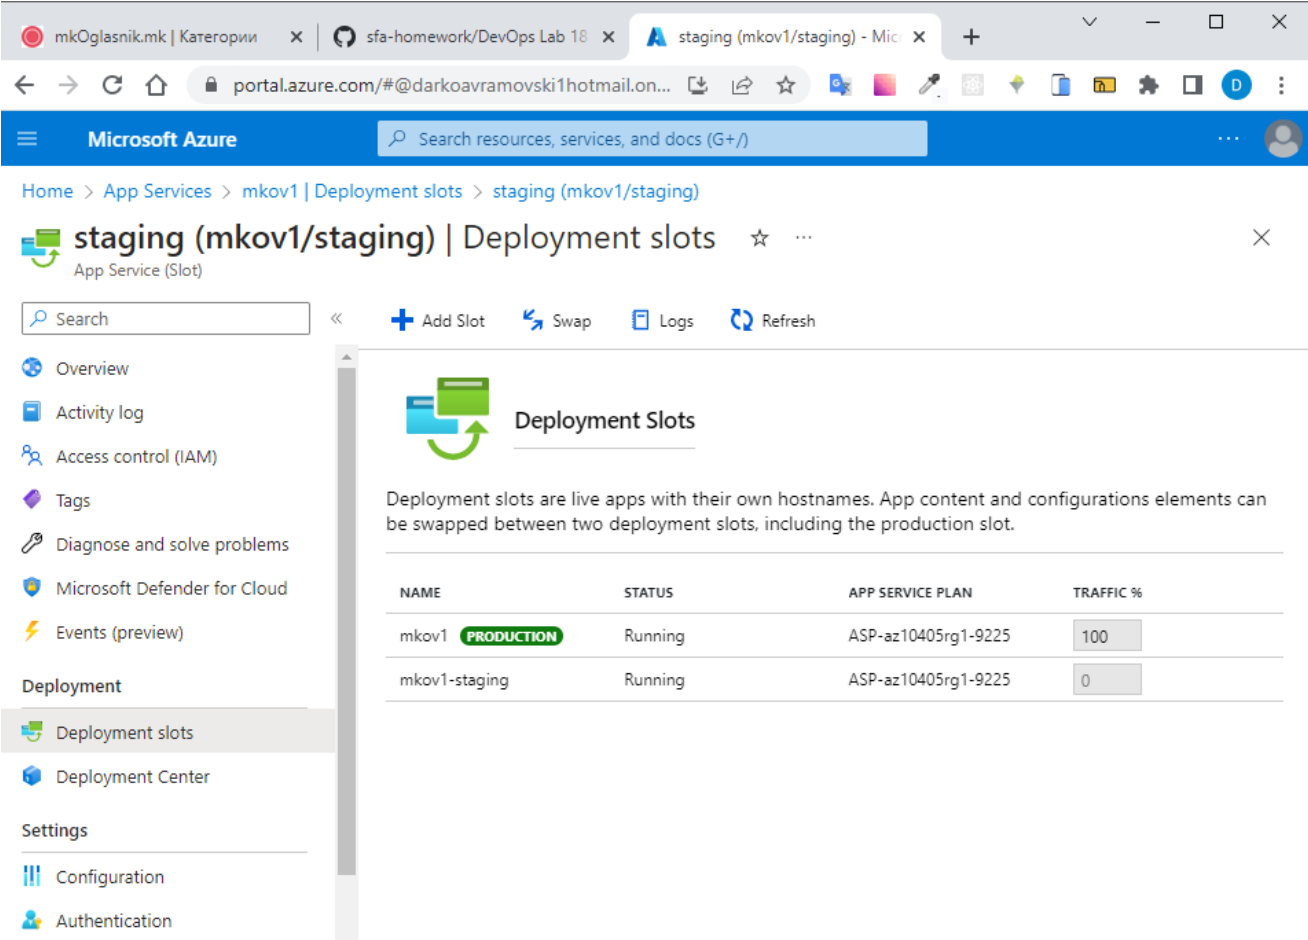 mkOglasnik.mk | Категории
sfa-homework/DevOps Lab 18
staging (mkov1/staging) - Mic
portal.azure.com/#@darkoavramovski1hotmail.on...
D
Microsoft Azure
Search resources, services, and docs (G+/)
Home > App Services > mkov1 | Deployment slots > staging (mkov1/staging)
staging (mkov1/staging) | Deployment slots
App Service (Slot)
Search
Add Slot
Swap
Logs
Refresh
Overview
Activity log
Access control (IAM)
Tags
Diagnose and solve problems
Microsoft Defender for Cloud
Events (preview)
Deployment
Deployment slots
Deployment Center
Settings
Configuration
Authentication
Deployment Slots
Deployment slots are live apps with their own hostnames. App content and configurations elements can
be swapped between two deployment slots, including the production slot.
NAME STATUS APP SERVICE PLAN TRAFFIC %
mkov1 PRODUCTION Running ASP-az10405rg1-9225 100
mkov1-staging Running ASP-az10405rg1-9225 0